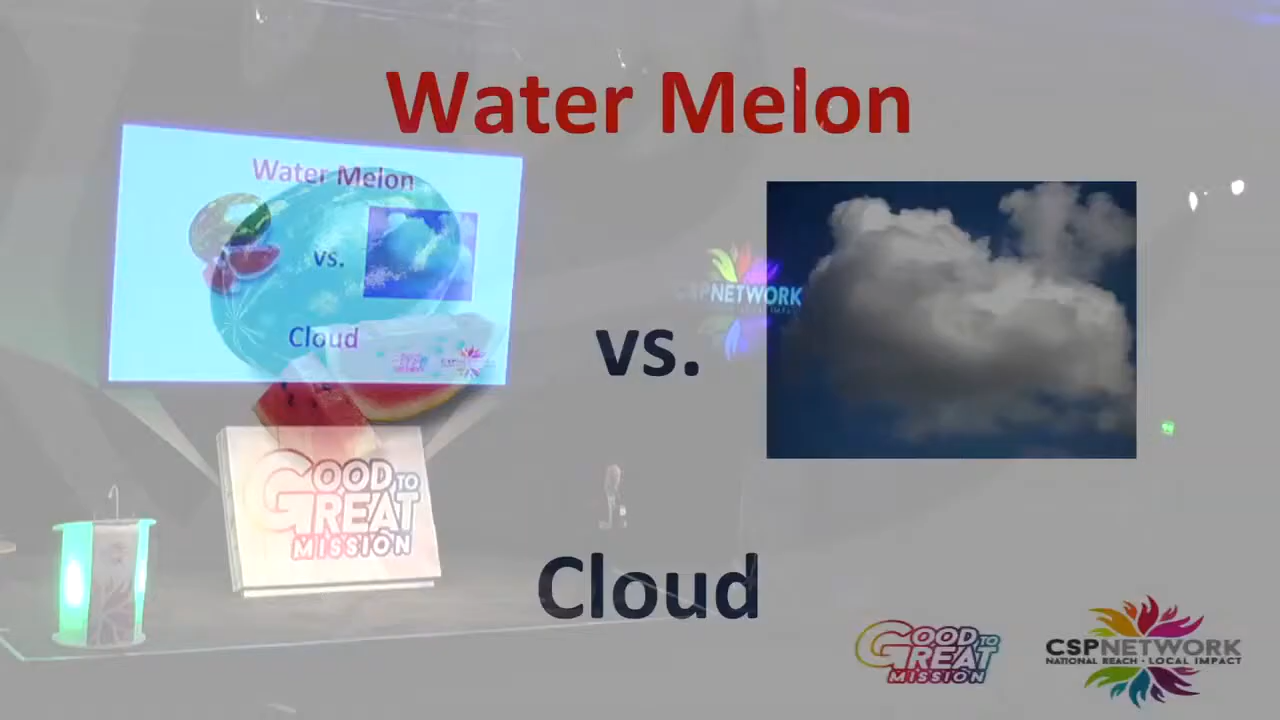 Water Melon
vs.
Cloud
GOOD TO
GREAT
MISSION
CSPNETWORK
NATIONAL REACH · LOCAL IMPACT
Water Melon
vs.
Cloud
GOOD TO
GREAT
MISSION
CSPNETWORK